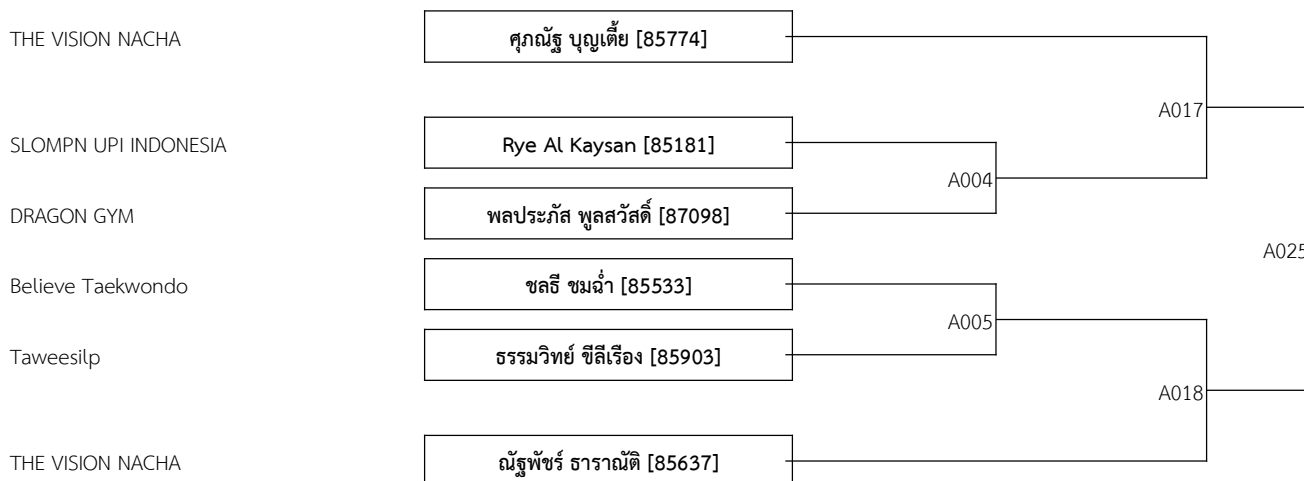 THE VISION NACHA ศุภณัฐ บุญเตี้ย [85774]
A017
SLOMPN UPI INDONESIA Rye Al Kaysan [85181]
A004
DRAGON GYM พลประภัส พูลสวัสดิ์ [87098]
A025
Believe Taekwondo ชลธี ชมฉ่ำ [85533]
A005
Taweesilp ธรรมวิทย์ ขีลีเรือง [85903]
A018
THE VISION NACHA ณัฐพัชร์ ธาราณัติ [85637]